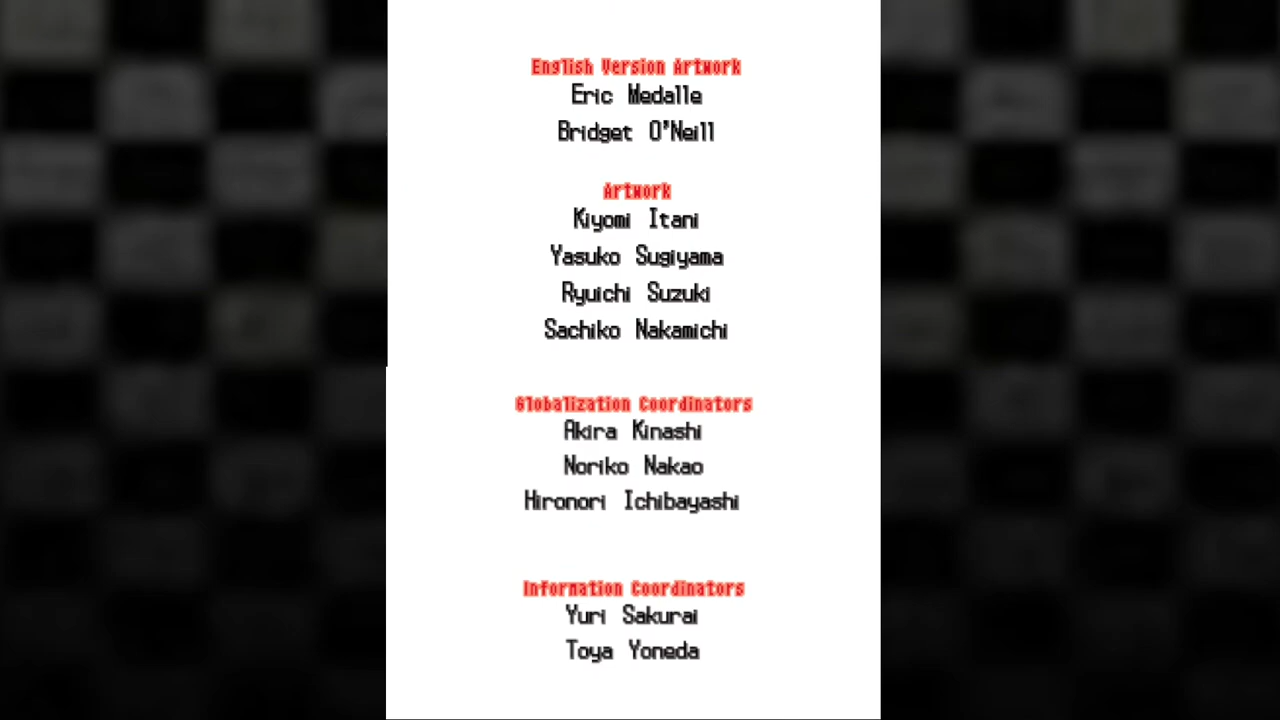 English Version Artwork
Eric Medalle
Bridget O'Neill
Artwork
Kiyomi Itani
Yasuko Sugiyama
Ryuichi Suzuki
Sachiko Nakamichi
Globalization Coordinators
Akira Kinashi
Noriko Nakao
Hironori Ichibayashi
Information Coordinators
Yuri Sakurai
Toya Yoneda